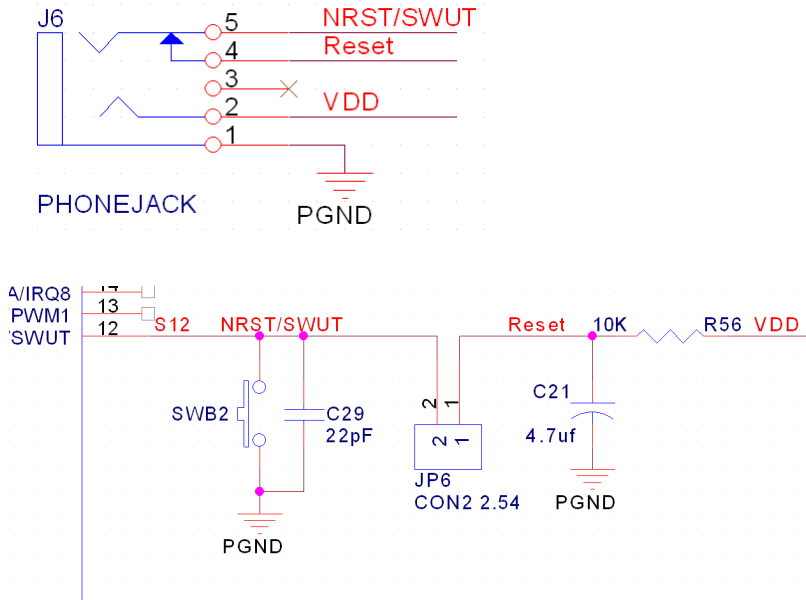 J6
5 NRST/SWUT
4 Reset
3
2 VDD
1
PHONEJACK
PGND
A/IRQ8 14
PWM1 13
/SWUT 12 S12 NRST/SWUT Reset 10K R56 VDD
SWB2 C29
22pF
2 1
2 1
C21
4.7uf
JP6
CON2 2.54
PGND
PGND